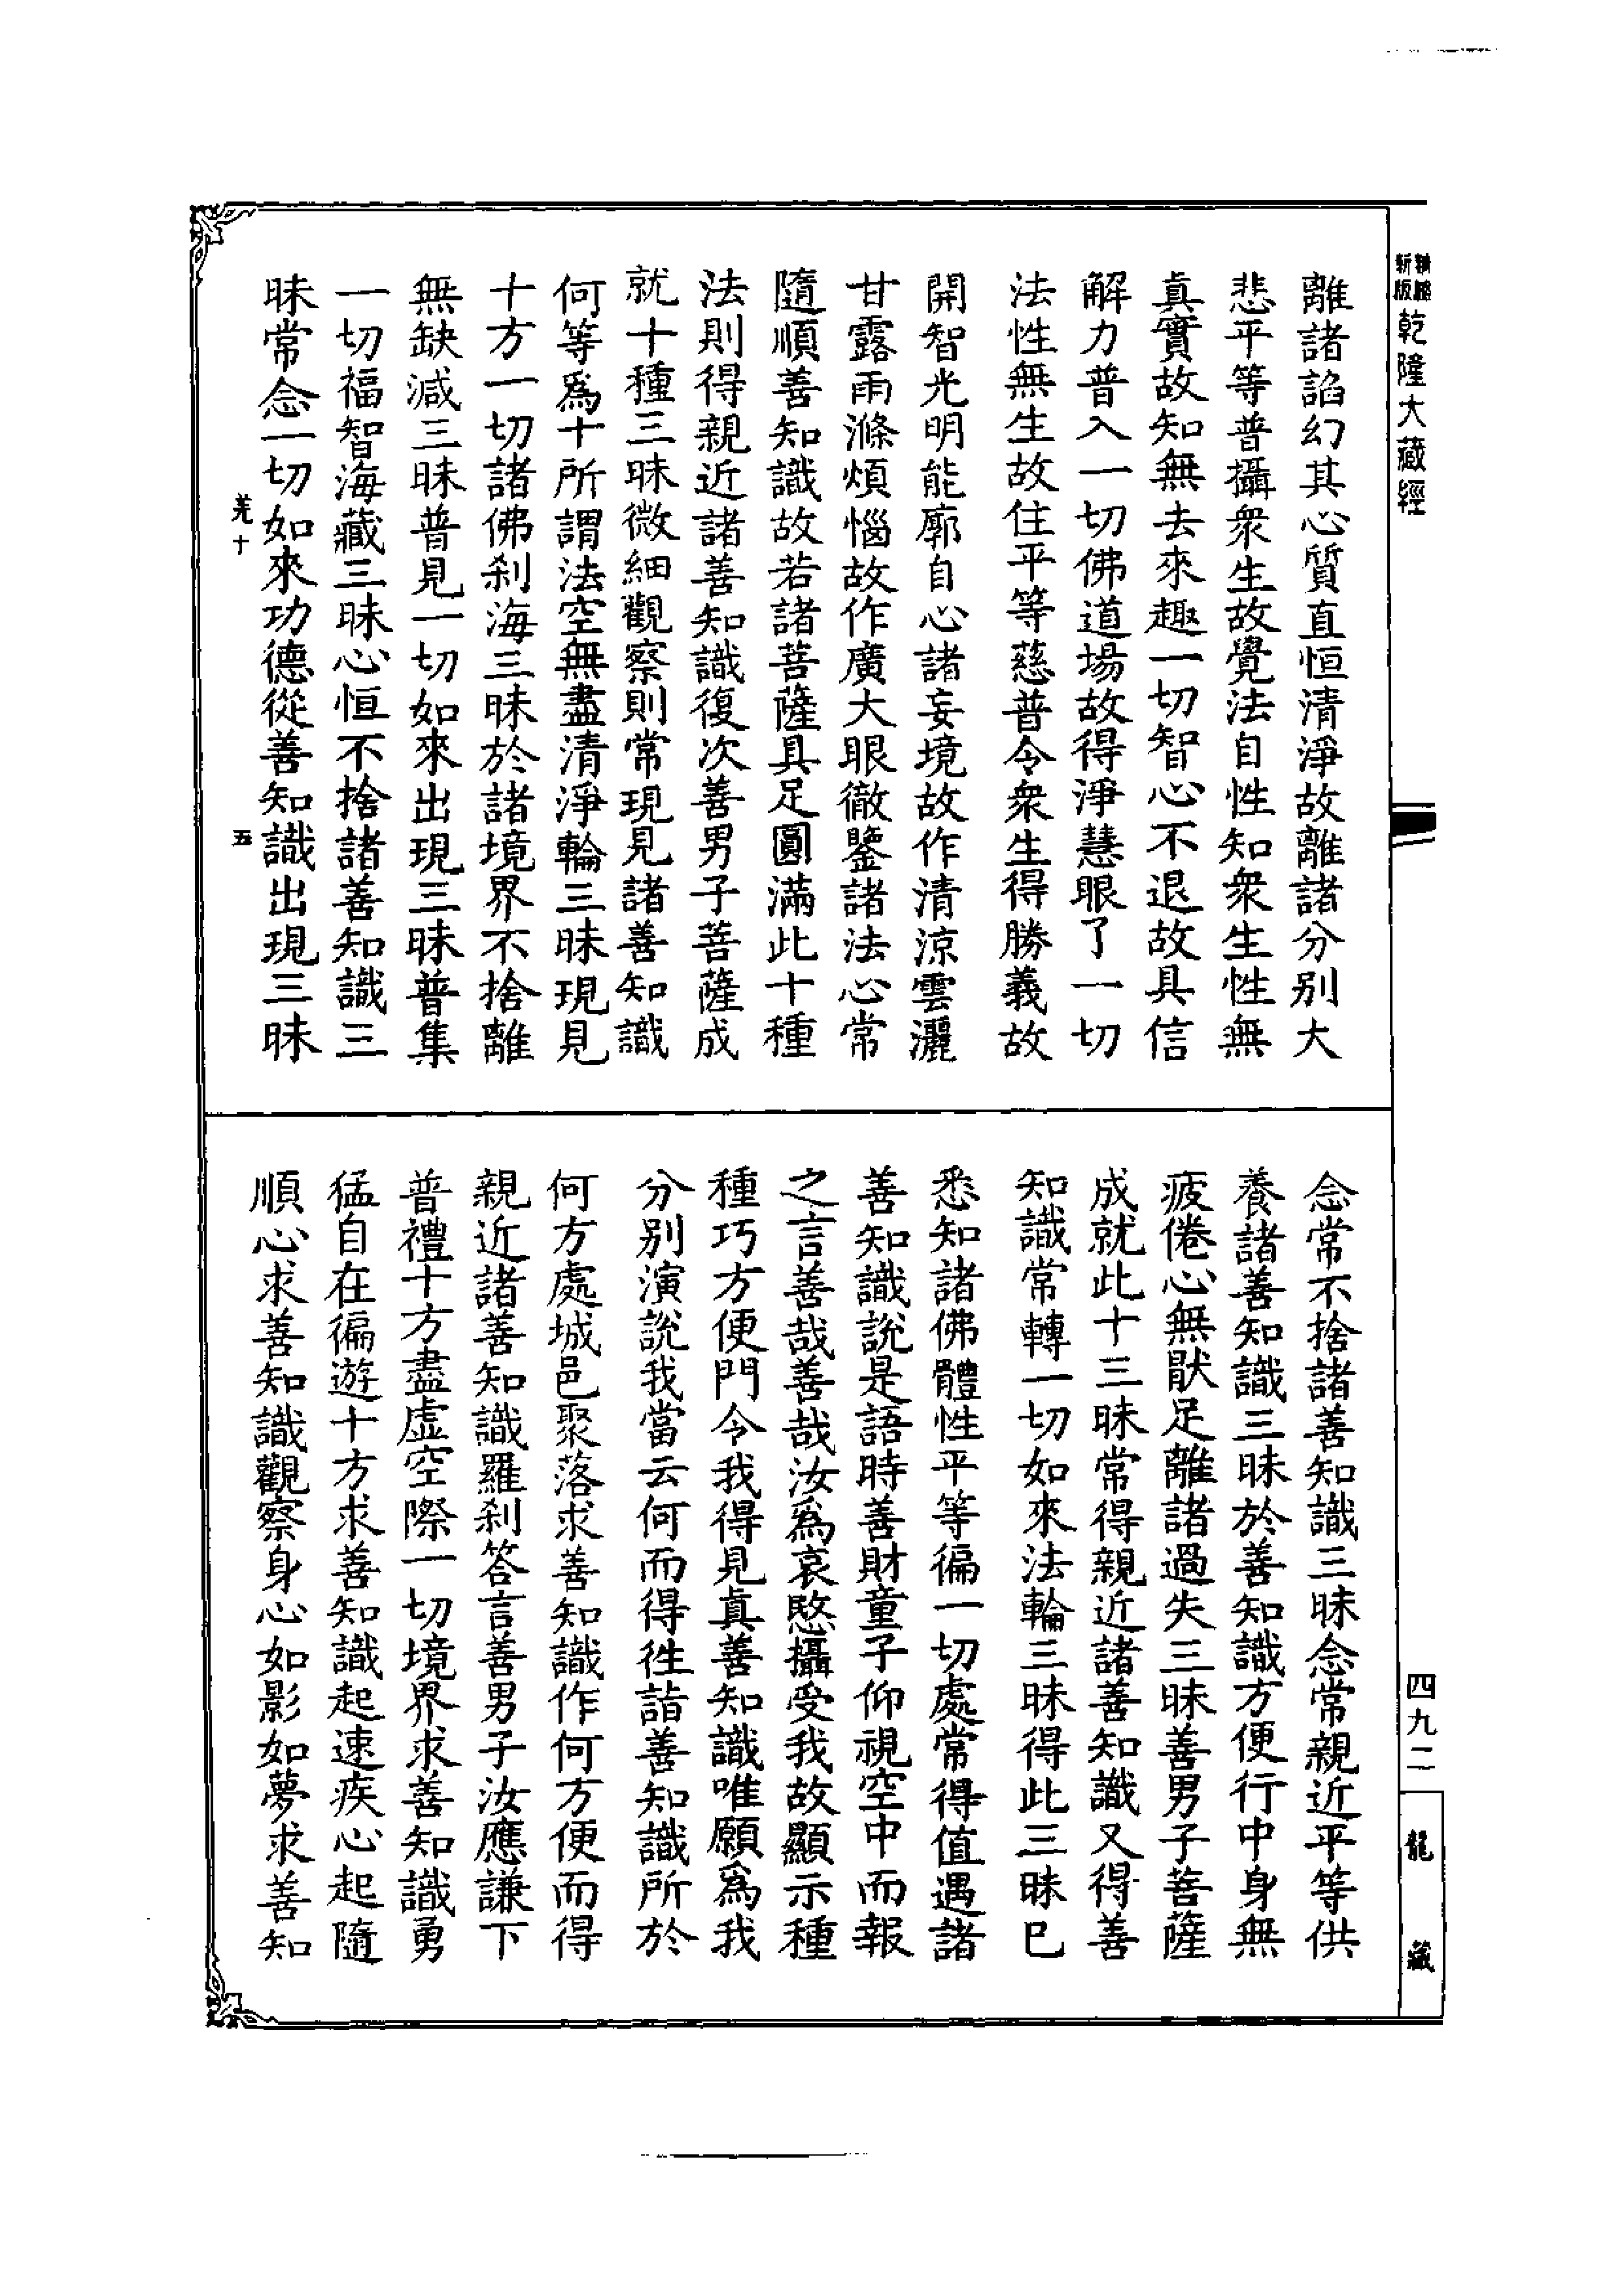 新版
乾隆大藏經
離諸諂幻其心質直恒清淨故離諸分别大
悲平等普攝衆生故覺法自性知衆生性無
真實故知無去來趣一切智心不退故具信
解力普入一切佛道場故得淨慧眼了一切
法性無生故住平等慈普令衆生得勝義故
開智光明能廓自心諸妄境故作清涼雲灑
甘露雨滌煩惱故作廣大眼徹鑒諸法心常
隨順善知識故若諸菩薩具足圓滿此十種
法則得親近諸善知識復次善男子菩薩成
就十種三昧微細觀察則常現見諸善知識
何等爲十所謂法空無盡清淨輪三昧現見
十方一切諸佛刹海三昧於諸境界不捨離
無缺減三昧普見一切如來出現三昧普集
一切福智海藏三昧心恒不捨諸善知識三
昧常念一切如來功德從善知識出現三昧
羌十
五
念常不捨諸善知識三昧念常親近平等供
養諸善知識三昧於善知識方便行中身無
疲倦心無猒足離諸過失三昧善男子菩薩
成就此十三昧常得親近諸善知識又得善
知識常轉一切如來法輪三昧得此三昧已
悉知諸佛體性平等徧一切處常得值遇諸
善知識說是語時善財童子仰視空中而報
之言善哉善哉汝爲哀愍攝受我故顯示種
種巧方便門令我得見真善知識唯願爲我
分别演說我當云何而得徃詣善知識所於
何方處城邑聚落求善知識作何方便而得
親近諸善知識羅刹答言善男子汝應謙下
普禮十方盡虚空際一切境界求善知識勇
猛自在徧遊十方求善知識起速疾心起隨
順心求善知識觀察身心如影如夢求善知
四九二
龍藏